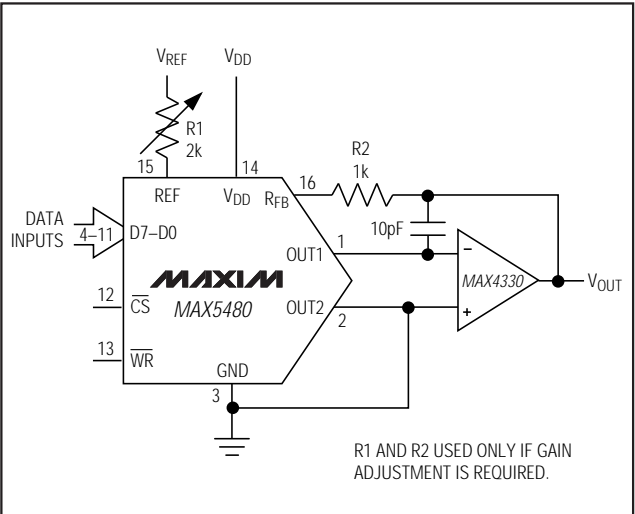 VREF VDD
R1
2k
15 14
REF VDD RFB 16
R2
1k
10pF
DATA
INPUTS
4–11 D7–D0
OUT1 1
MAXIM
MAX5480
12 CS
OUT2 2
13 WR
GND
3
–
MAX4330
+
VOUT
R1 AND R2 USED ONLY IF GAIN
ADJUSTMENT IS REQUIRED.